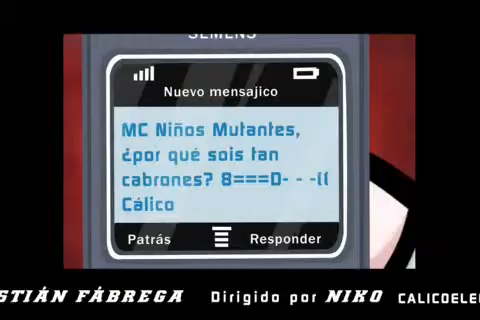 SEMENS
Nuevo mensajico
MC Niños Mutantes,
¿por qué sois tan
cabrones? 8===D- - -((
Cálico
Patrás Responder
STIÁN FÁBREGA Dirigido por NIKO CALICOELE